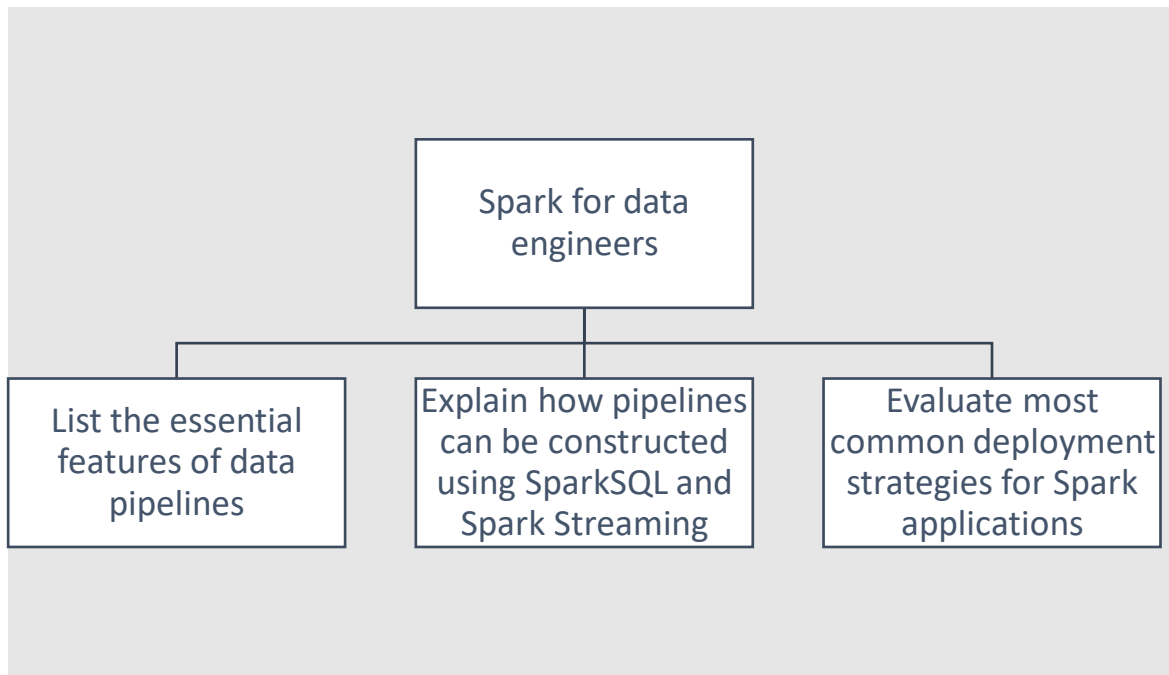 Spark for data
engineers
List the essential
features of data
pipelines
Explain how pipelines
can be constructed
using SparkSQL and
Spark Streaming
Evaluate most
common deployment
strategies for Spark
applications